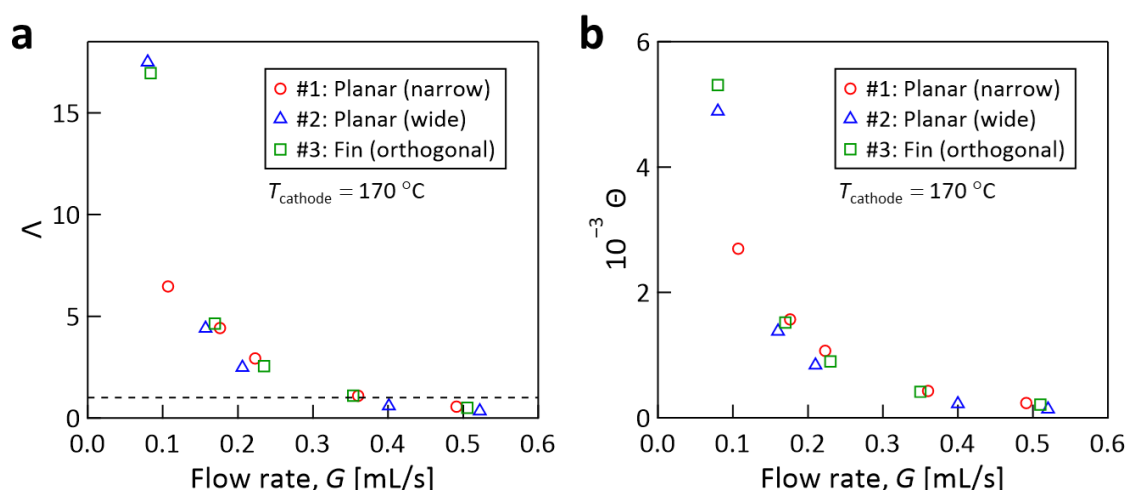 a
15
10
5
0
Λ
#1: Planar (narrow)
#2: Planar (wide)
#3: Fin (orthogonal)
Tcathode = 170 °C
0.0 0.1 0.2 0.3 0.4 0.5 0.6
Flow rate, G [mL/s]
b
6
4
2
0
10⁻³ Θ
#1: Planar (narrow)
#2: Planar (wide)
#3: Fin (orthogonal)
Tcathode = 170 °C
0.0 0.1 0.2 0.3 0.4 0.5 0.6
Flow rate, G [mL/s]